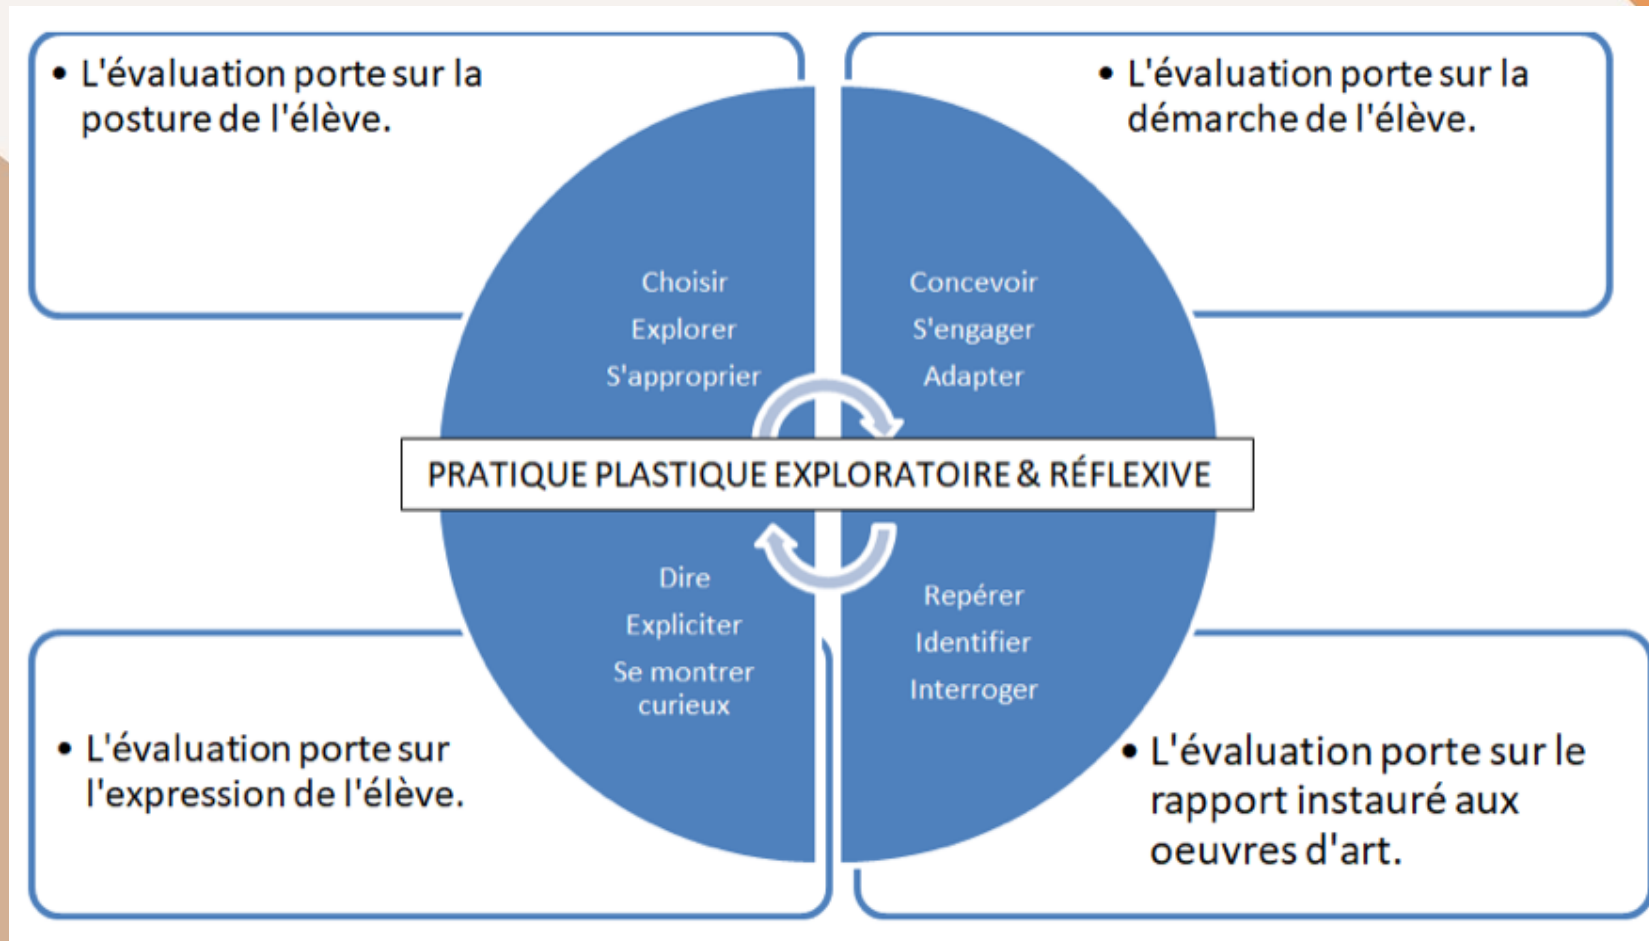 • L'évaluation porte sur la
posture de l'élève.
• L'évaluation porte sur la
démarche de l'élève.
Choisir
Explorer
S'approprier
Concevoir
S'engager
Adapter
PRATIQUE PLASTIQUE EXPLORATOIRE & RÉFLEXIVE
Dire
Expliciter
Se montrer
curieux
Repérer
Identifier
Interroger
• L'évaluation porte sur
l'expression de l'élève.
• L'évaluation porte sur le
rapport instauré aux
oeuvres d'art.